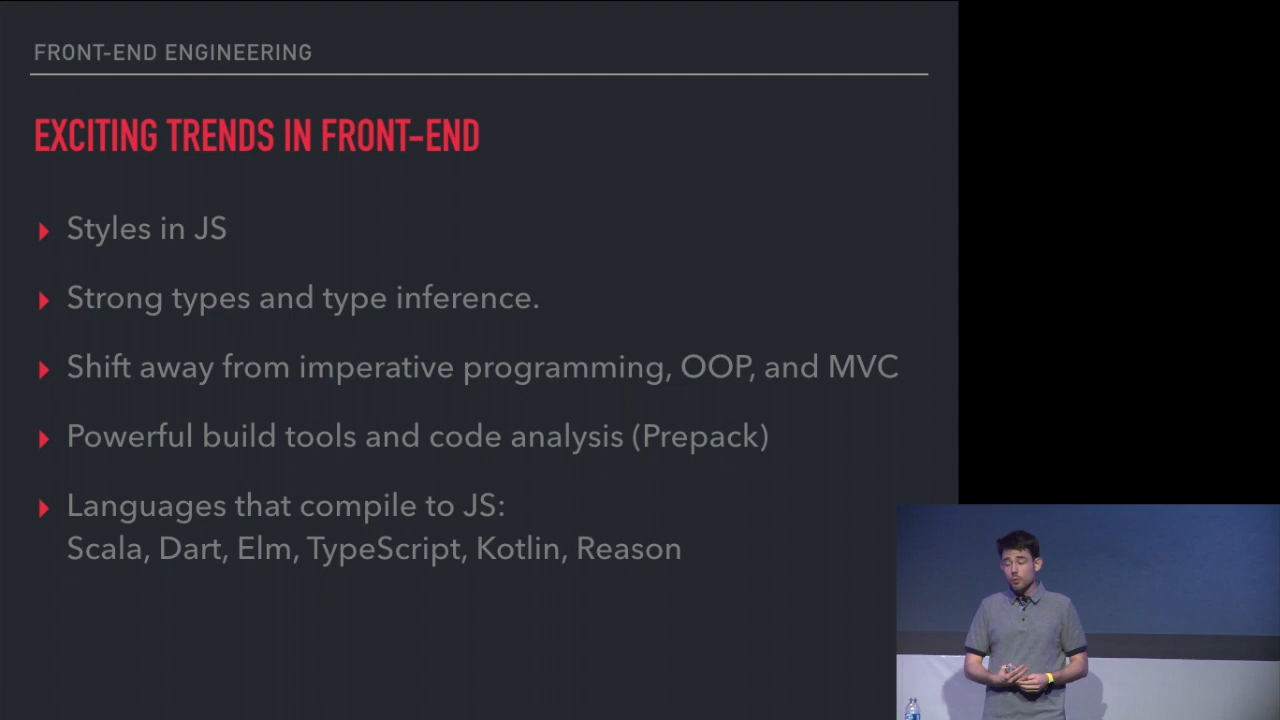 FRONT-END ENGINEERING
EXCITING TRENDS IN FRONT-END
Styles in JS
Strong types and type inference.
Shift away from imperative programming, OOP, and MVC
Powerful build tools and code analysis (Prepack)
Languages that compile to JS:
Scala, Dart, Elm, TypeScript, Kotlin, Reason